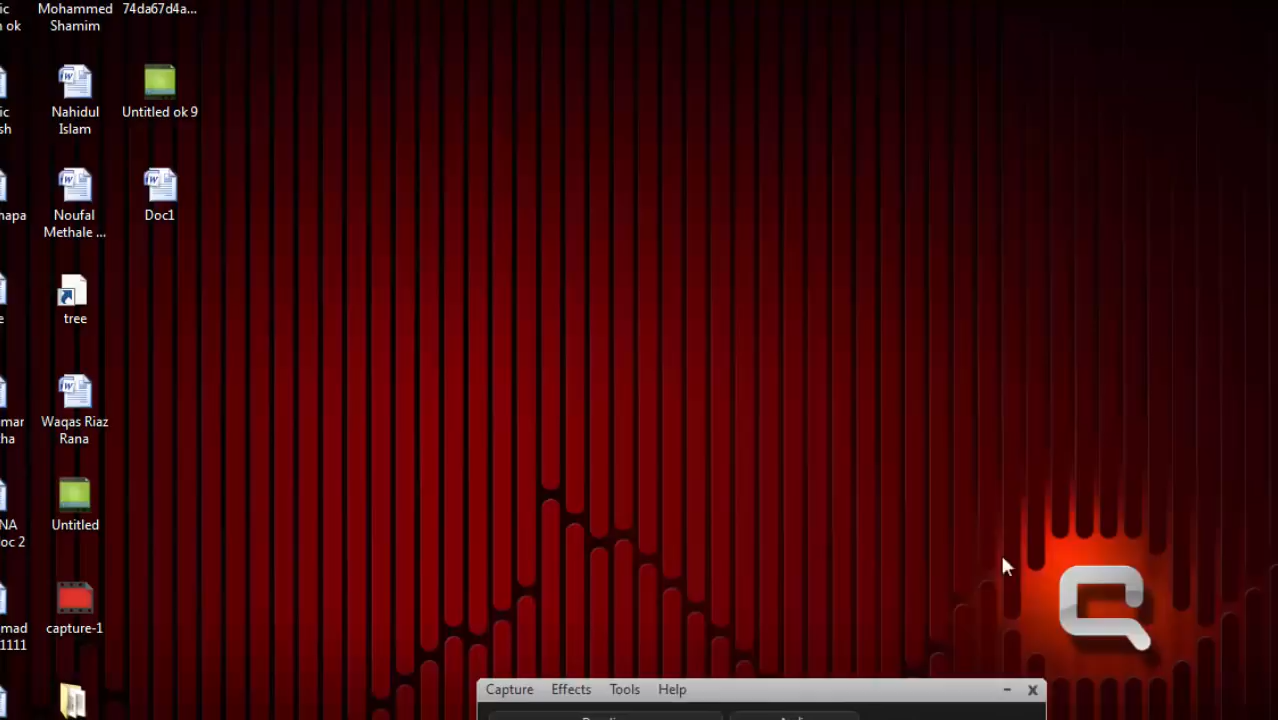 ic
ok
Mohammed
Shamim
74da67d4a...
ic
sh
Nahidul
Islam
Untitled ok 9
napa
Noufal
Methale ...
Doc1
e
tree
mar
ha
Waqas Riaz
Rana
NA
oc 2
Untitled
mad
1111
capture-1
Capture Effects Tools Help